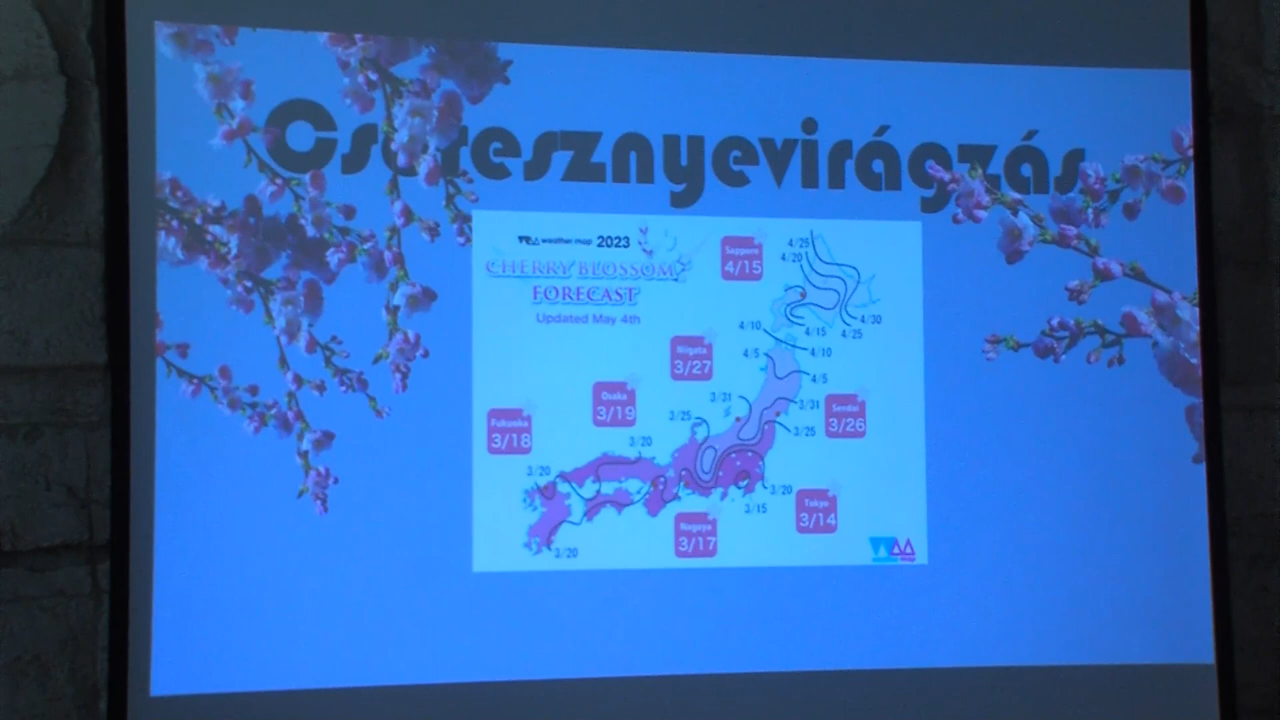 Cseresznyevirágzás
weather map 2023
CHERRY BLOSSOM
FORECAST
Updated May 4th
Sapporo
4/15
4/25
4/20
4/30
4/15
4/25
4/10
4/10
Niigata
3/27
4/5
4/5
Osaka
3/19
3/31
3/31
Sendai
3/26
3/25
3/25
Fukuoka
3/18
3/20
3/20
3/20
3/15
Tokyo
3/14
Nagoya
3/17
3/20
map